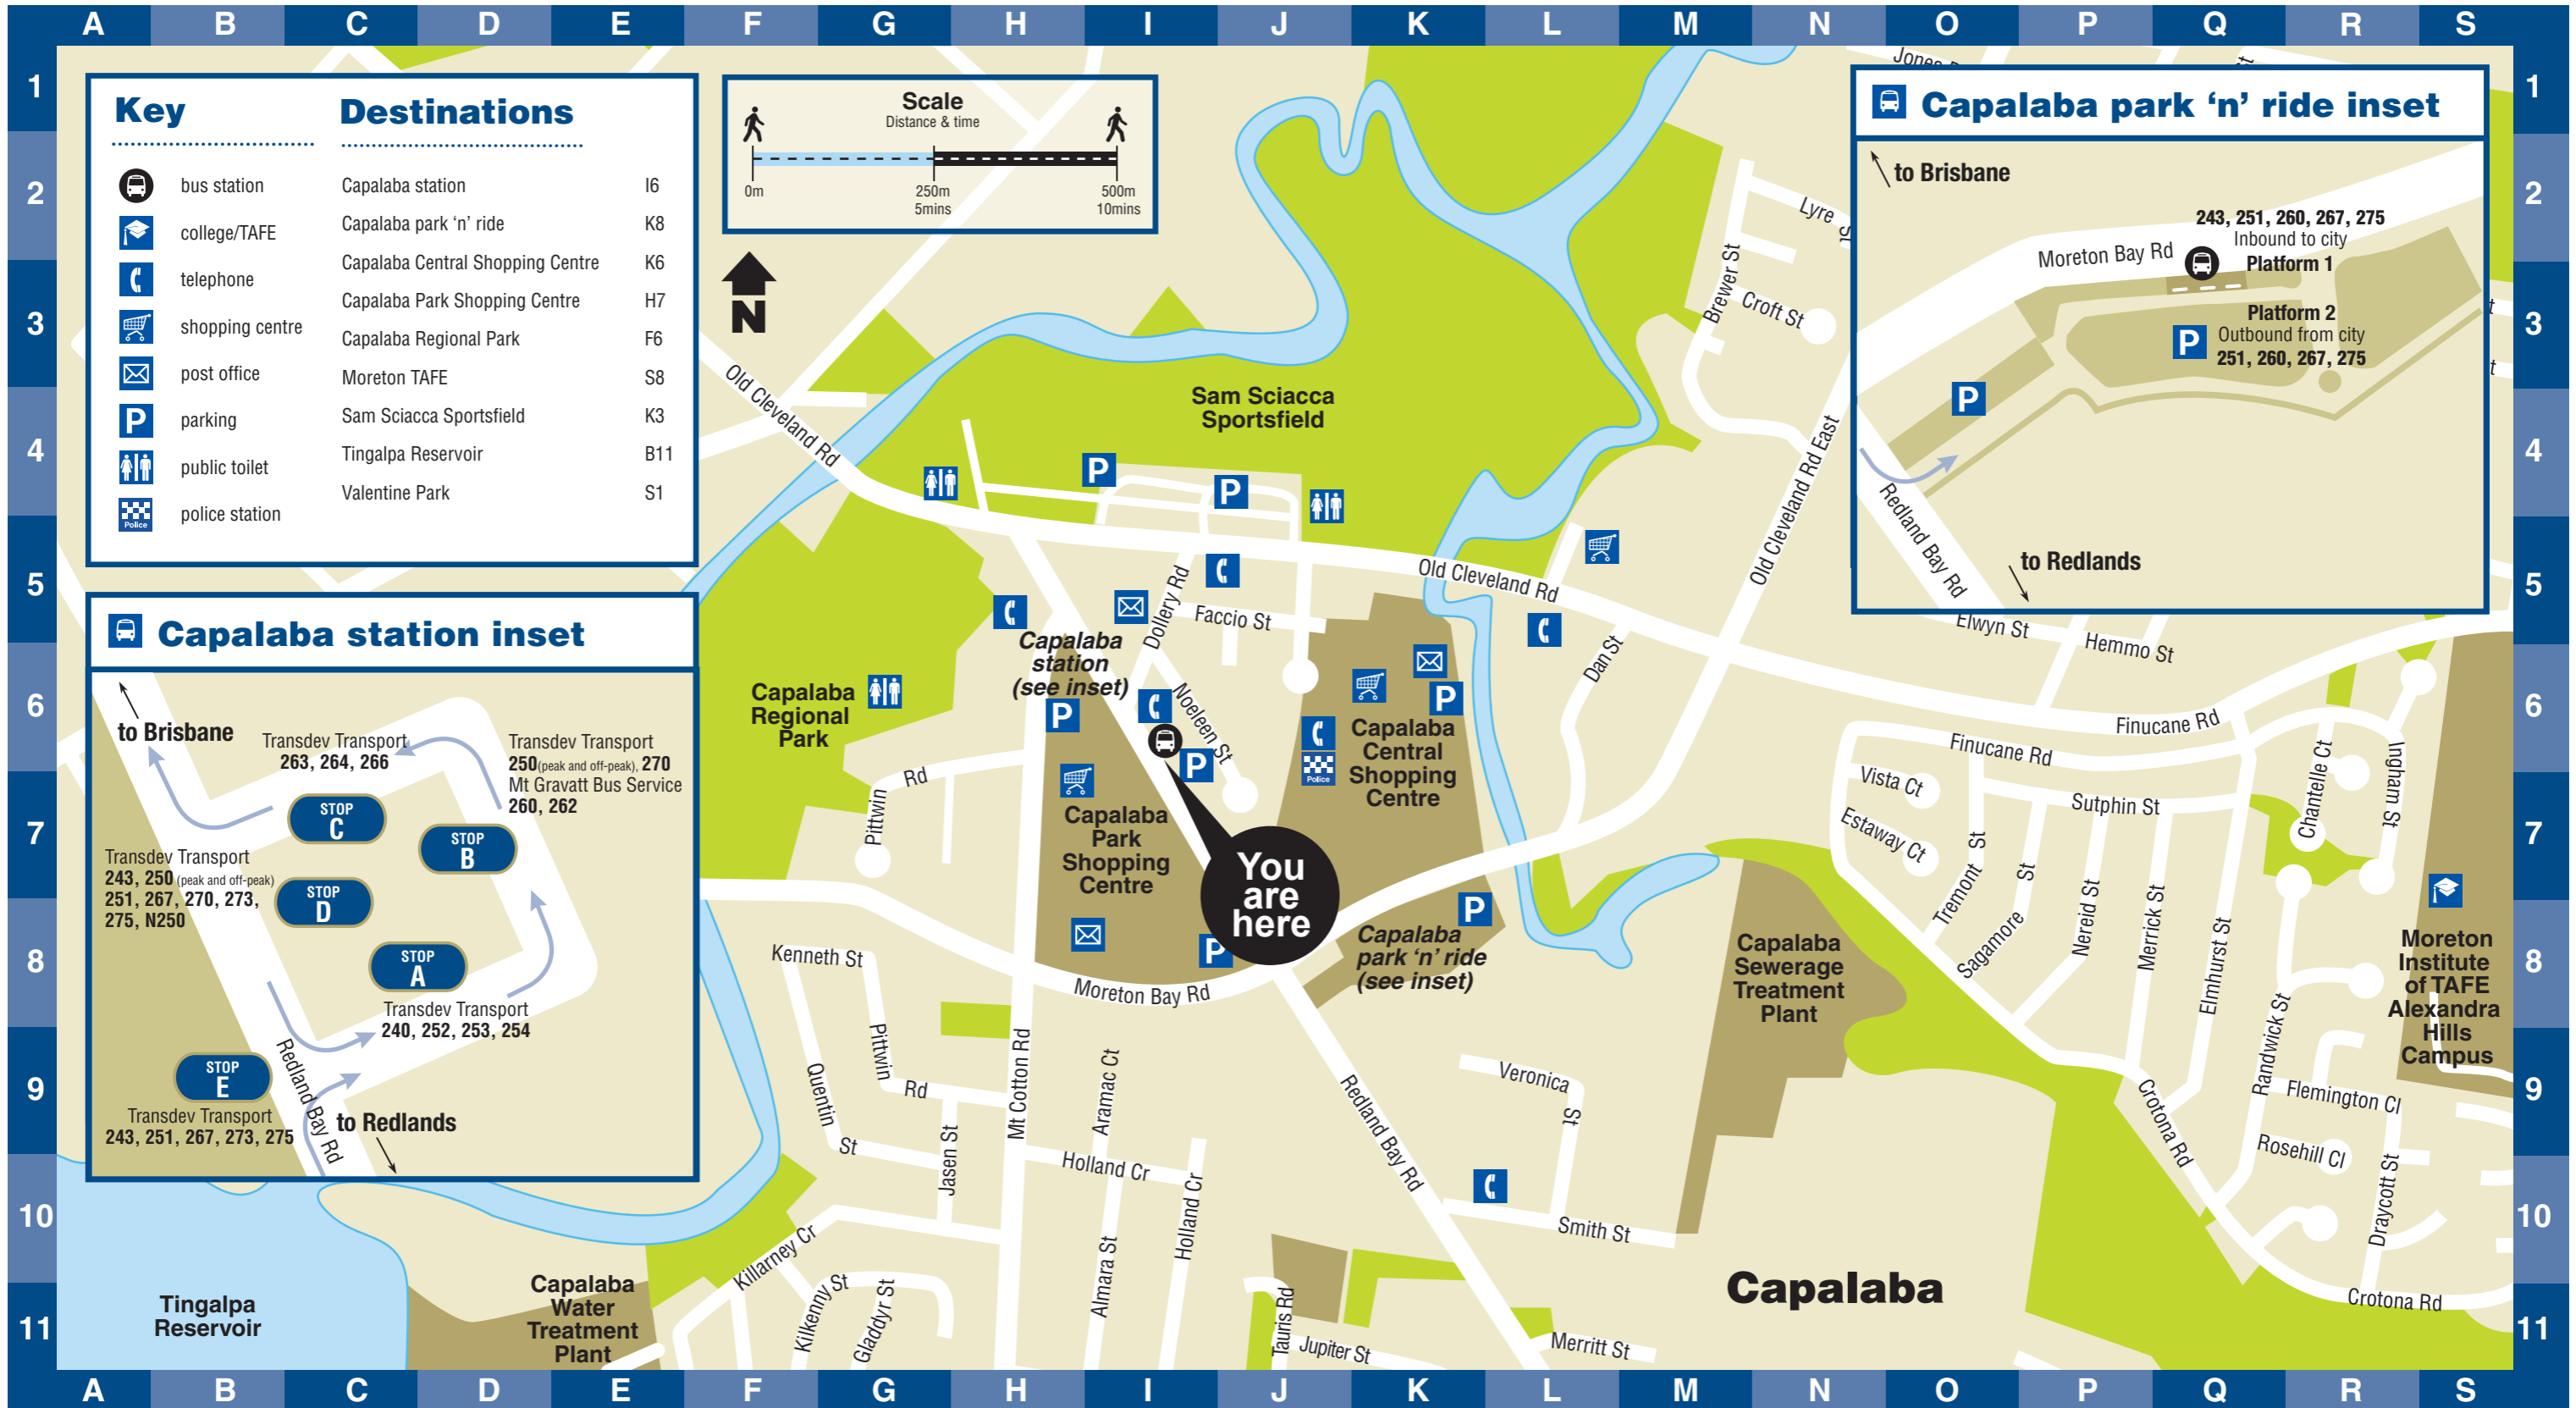 A B C D E F G H I J K L M N O P Q R S
1
2
3
4
5
6
7
8
9
10
11
Key
bus station
college/TAFE
telephone
shopping centre
post office
P parking
public toilet
Police police station
Destinations
Capalaba station I6
Capalaba park ‘n’ ride K8
Capalaba Central Shopping Centre K6
Capalaba Park Shopping Centre H7
Capalaba Regional Park F6
Moreton TAFE S8
Sam Sciacca Sportsfield K3
Tingalpa Reservoir B11
Valentine Park S1
Scale
Distance & time
0m 250m 500m
5mins 10mins
N
Capalaba park ‘n’ ride inset
to Brisbane
243, 251, 260, 267, 275
Inbound to city
Platform 1
Moreton Bay Rd
Platform 2
Outbound from city
251, 260, 267, 275
P
P
Redland Bay Rd
to Redlands
Capalaba station inset
to Brisbane
Transdev Transport
263, 264, 266
Transdev Transport
250(peak and off-peak), 270
Mt Gravatt Bus Service
260, 262
STOP
C
STOP
B
Transdev Transport
243, 250 (peak and off-peak)
251, 267, 270, 273,
275, N250
STOP
D
STOP
A
Transdev Transport
240, 252, 253, 254
STOP
E
Transdev Transport
243, 251, 267, 273, 275
Redland Bay Rd
to Redlands
Lyre St
Brewer St
Croft St
Old Cleveland Rd
Sam Sciacca
Sportsfield
P
P
Old Cleveland Rd East
Old Cleveland Rd
Dollery Rd
Faccio St
Capalaba
station
(see inset)
Noeleen St
P
P
Dan St
Capalaba
Regional
Park
P
Capalaba
Central
Shopping
Centre
Police
Elwyn St
Hemmo St
Finucane Rd
Finucane Rd
Pittwin Rd
Capalaba
Park
Shopping
Centre
You
are
here
P
P
Capalaba
park ‘n’ ride
(see inset)
Vista Ct
Estaway Ct
Sutphin St
Chantelle Ct
Ingham St
Tremont St
Sagamore St
Nereid St
Merrick St
Elmhurst St
Randwick St
Capalaba
Sewerage
Treatment
Plant
Moreton
Institute
of TAFE
Alexandra
Hills
Campus
Kenneth St
Moreton Bay Rd
Pittwin Rd
Quentin St
Jasen St
Mt Cotton Rd
Aramac Ct
Holland Cr
Holland Cr
Almara St
Redland Bay Rd
Veronica St
Smith St
Crotona Rd
Flemington Cl
Rosehill Cl
Draycott St
Crotona Rd
Killarney Cr
Kilkenny St
Gladdyr St
Tauris Rd
Jupiter St
Merritt St
Capalaba
Tingalpa
Reservoir
Capalaba
Water
Treatment
Plant
1
2
3
4
5
6
7
8
9
10
11
A B C D E F G H I J K L M N O P Q R S